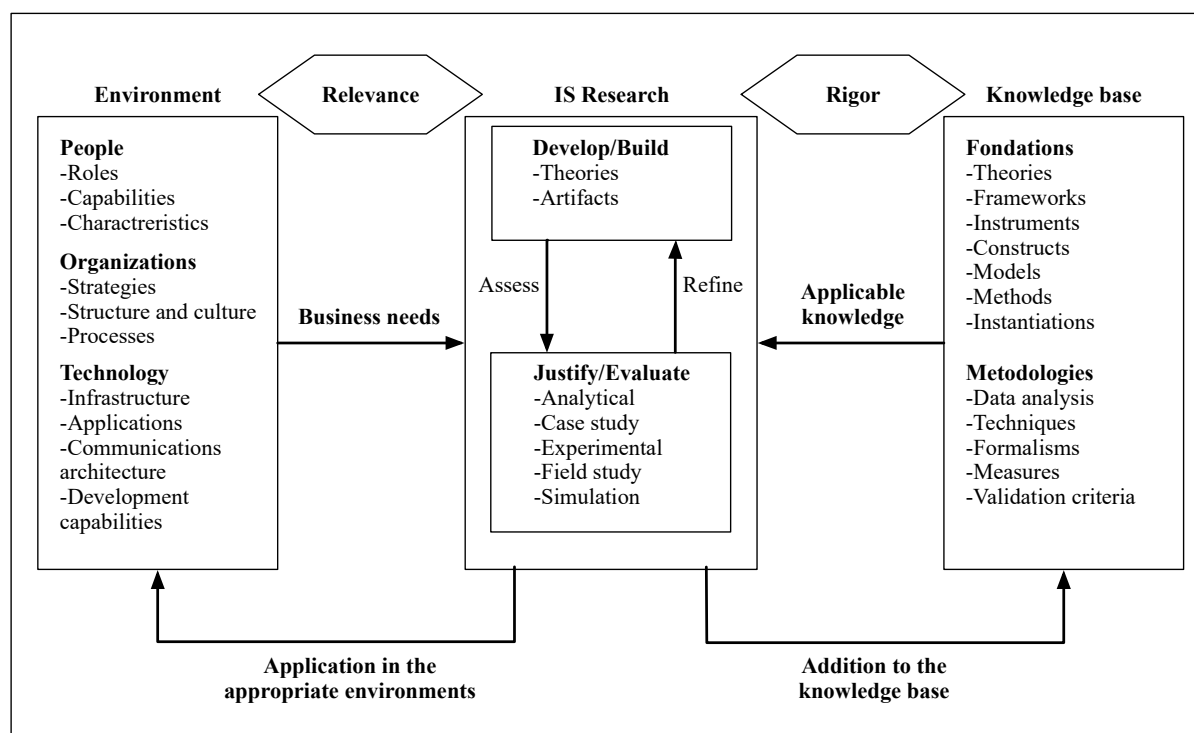 Environment
Relevance
IS Research
Rigor
Knowledge base
People
-Roles
-Capabilities
-Charactreristics
Organizations
-Strategies
-Structure and culture
-Processes
Technology
-Infrastructure
-Applications
-Communications
architecture
-Development
capabilities
Business needs
Develop/Build
-Theories
-Artifacts
Assess
Refine
Justify/Evaluate
-Analytical
-Case study
-Experimental
-Field study
-Simulation
Applicable
knowledge
Fondations
-Theories
-Frameworks
-Instruments
-Constructs
-Models
-Methods
-Instantiations
Metodologies
-Data analysis
-Techniques
-Formalisms
-Measures
-Validation criteria
Application in the
appropriate environments
Addition to the
knowledge base